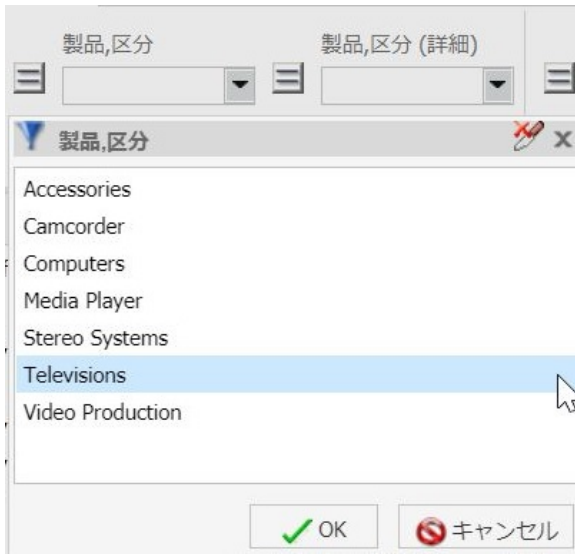 製品,区分 製品,区分 (詳細)
製品,区分
Accessories
Camcorder
Computers
Media Player
Stereo Systems
Televisions
Video Production
OK キャンセル